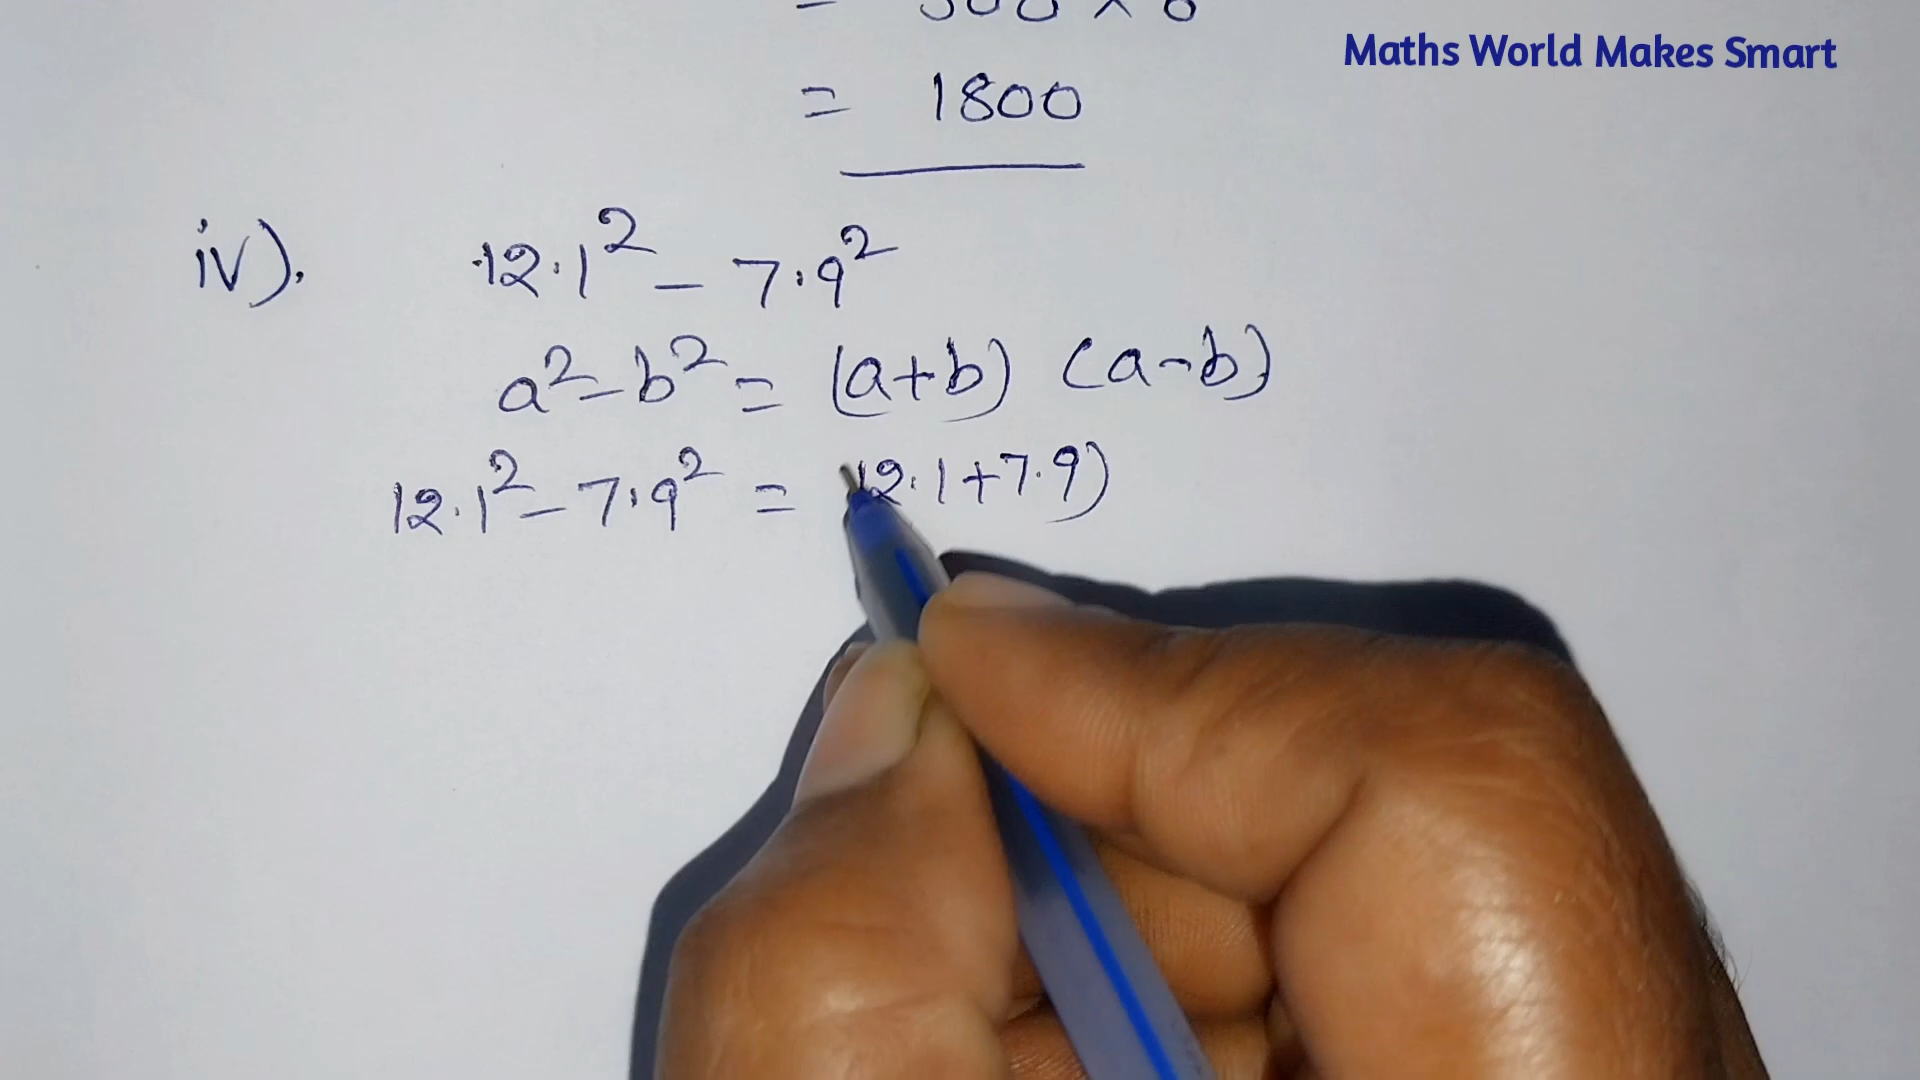 Maths World Makes Smart
= 1800
iv). 12.1² - 7.9²
a² - b² = (a+b) (a-b)
12.1² - 7.9² = 12.1+7.9)